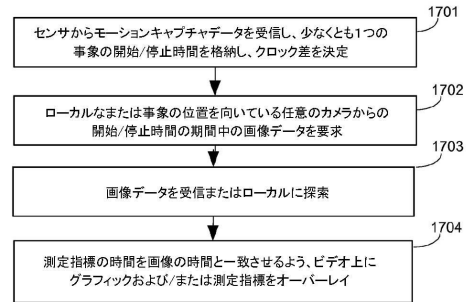 1701
センサからモーションキャプチャデータを受信し、少なくとも1つの
事象の開始/停止時間を格納し、クロック差を決定
1702
ローカルなまたは事象の位置を向いている任意のカメラからの
開始/停止時間の期間中の画像データを要求
1703
画像データを受信またはローカルに探索
1704
測定指標の時間を画像の時間と一致させるよう、ビデオ上に
グラフィックおよび/または測定指標をオーバーレイ